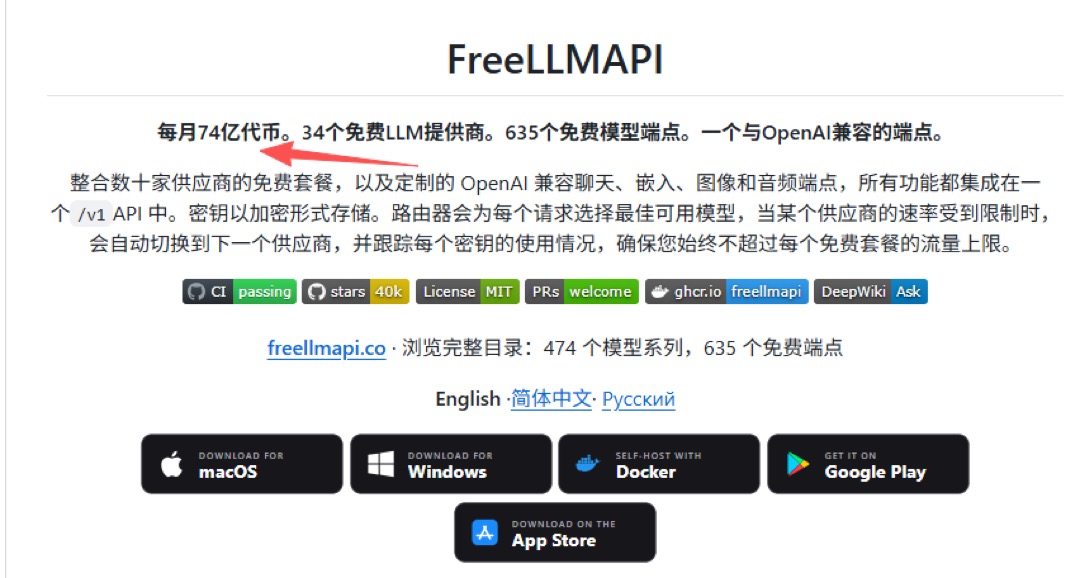 FreeLLMAPI
每月74亿代币。34个免费LLM提供商。635个免费模型端点。一个与OpenAI兼容的端点。
整合数十家供应商的免费套餐，以及定制的 OpenAI 兼容聊天、嵌入、图像和音频端点，所有功能都集成在一
个 /v1 API 中。密钥以加密形式存储。路由器会为每个请求选择最佳可用模型，当某个供应商的速率受到限制时，
会自动切换到下一个供应商，并跟踪每个密钥的使用情况，确保您始终不超过每个免费套餐的流量上限。
CI passing stars 40k License MIT PRs welcome ghcr.io freellmapi DeepWiki Ask
freellmapi.co · 浏览完整目录：474 个模型系列，635 个免费端点
English ·简体中文· Русский
DOWNLOAD FOR DOWNLOAD FOR SELF-HOST WITH GET IT ON
macOS Windows Docker Google Play
DOWNLOAD ON THE
App Store